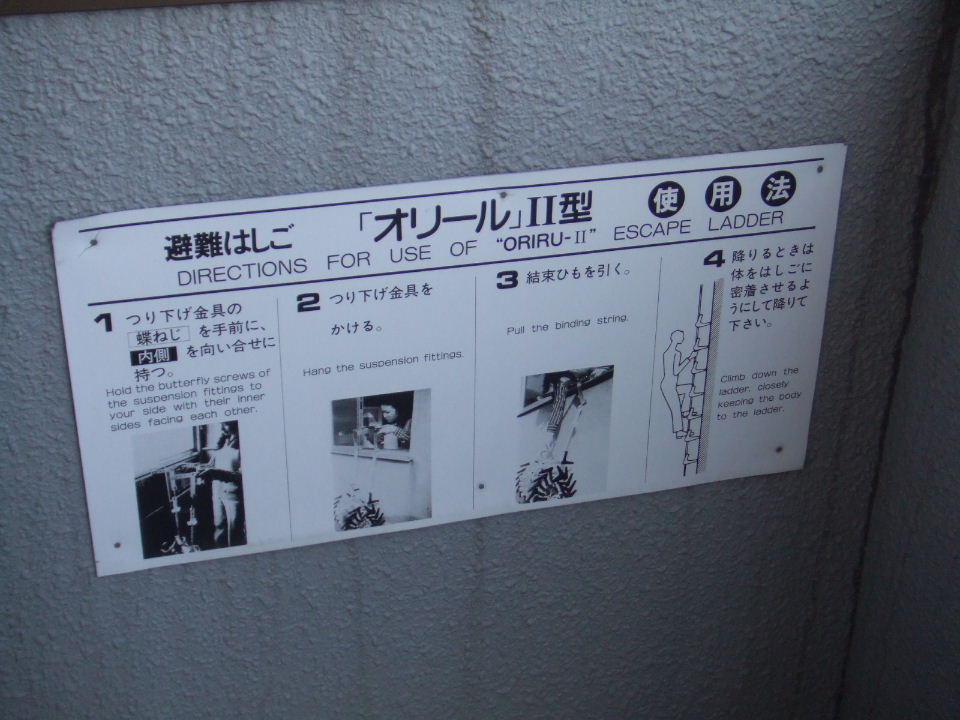 避難はしご 「オリール」II型 使用法
DIRECTIONS FOR USE OF "ORIRU-II" ESCAPE LADDER
1 つり下げ金具の
蝶ねじ を手前に、
内側 を向い合せに
持つ。
Hold the butterfly screws of
the suspension fittings to
your side with their inner
sides facing each other.
2 つり下げ金具を
かける。
Hang the suspension fittings.
3 結束ひもを引く。
Pull the binding string.
4 降りるときは
体をはしごに
密着させるよ
うにして降りて
下さい。
Climb down the
ladder, closely
keeping the body
to the ladder.